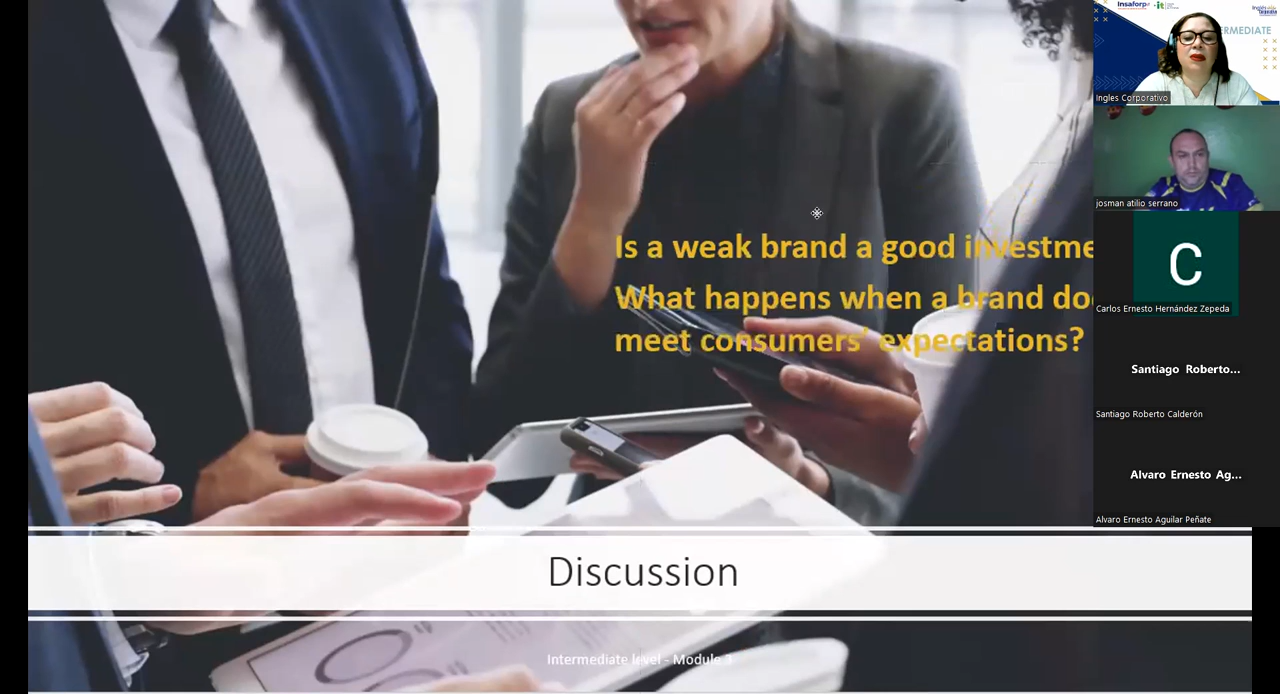 Is a weak brand a good investme
What happens when a brand do
meet consumers' expectations?
Discussion
Intermediate level - Module 3
Insaforp
ERMEDIATE
Ingles Corporativo
josman atilio serrano
C
Carlos Ernesto Hernández Zepeda
Santiago Roberto...
Santiago Roberto Calderón
Alvaro Ernesto Ag...
Alvaro Ernesto Aguilar Peñate